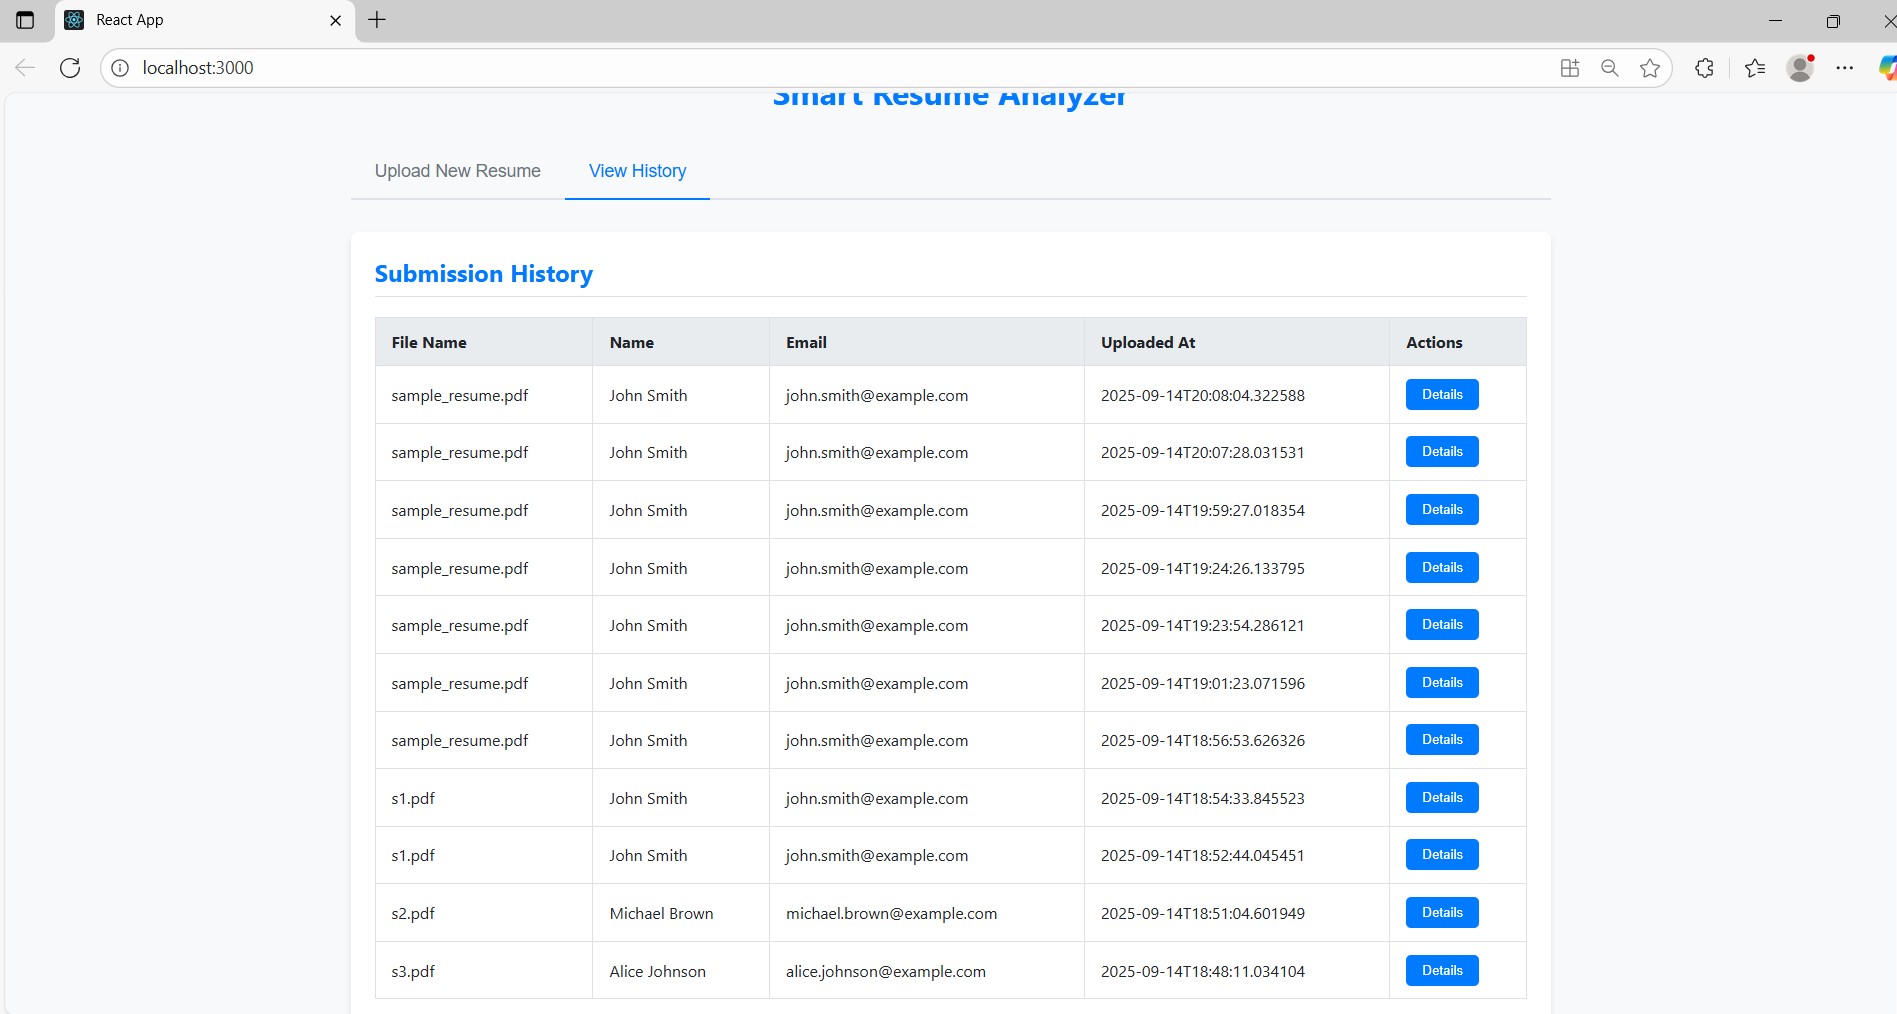 React App
localhost:3000
Smart Resume Analyzer
Upload New Resume View History
Submission History
File Name Name Email Uploaded At Actions
sample_resume.pdf John Smith john.smith@example.com 2025-09-14T20:08:04.322588 Details
sample_resume.pdf John Smith john.smith@example.com 2025-09-14T20:07:28.031531 Details
sample_resume.pdf John Smith john.smith@example.com 2025-09-14T19:59:27.018354 Details
sample_resume.pdf John Smith john.smith@example.com 2025-09-14T19:24:26.133795 Details
sample_resume.pdf John Smith john.smith@example.com 2025-09-14T19:23:54.286121 Details
sample_resume.pdf John Smith john.smith@example.com 2025-09-14T19:01:23.071596 Details
sample_resume.pdf John Smith john.smith@example.com 2025-09-14T18:56:53.626326 Details
s1.pdf John Smith john.smith@example.com 2025-09-14T18:54:33.845523 Details
s1.pdf John Smith john.smith@example.com 2025-09-14T18:52:44.045451 Details
s2.pdf Michael Brown michael.brown@example.com 2025-09-14T18:51:04.601949 Details
s3.pdf Alice Johnson alice.johnson@example.com 2025-09-14T18:48:11.034104 Details